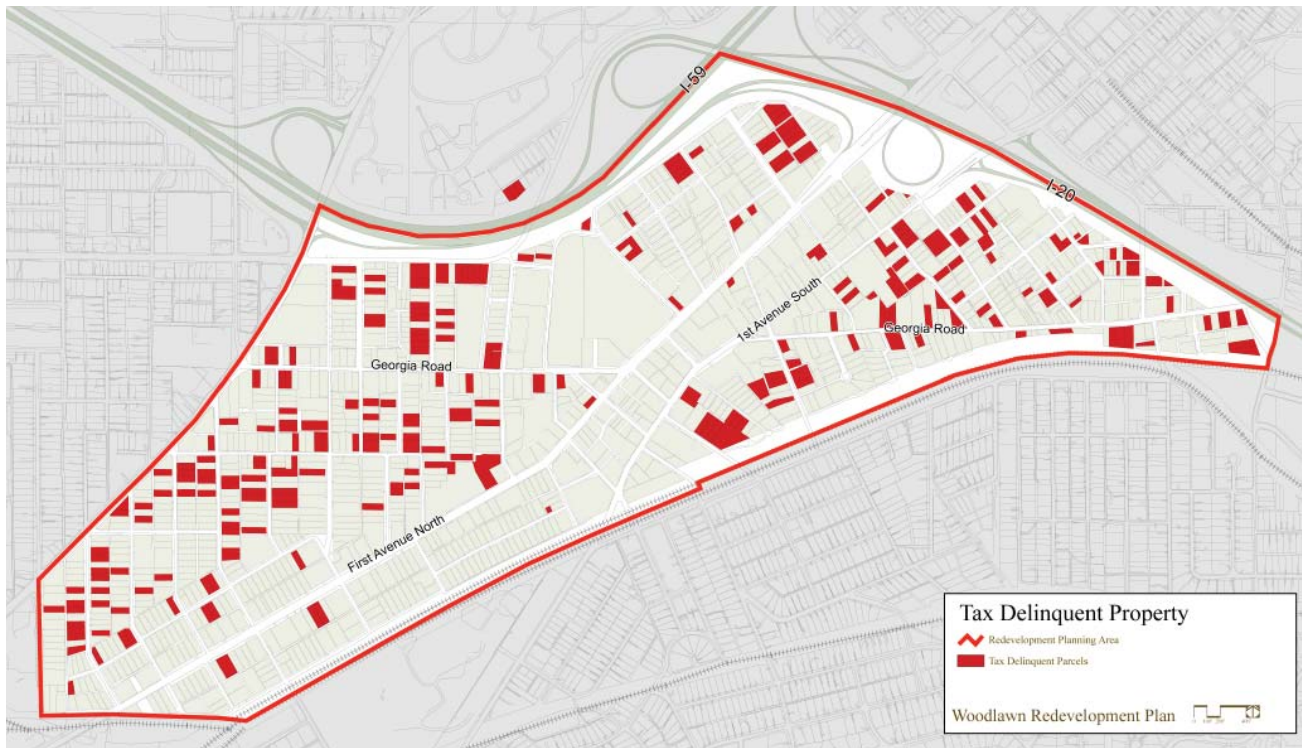 I-59
I-20
1st Avenue South
Georgia Road
Georgia Road
First Avenue North
Tax Delinquent Property
Redevelopment Planning Area
Tax Delinquent Parcels
Woodlawn Redevelopment Plan